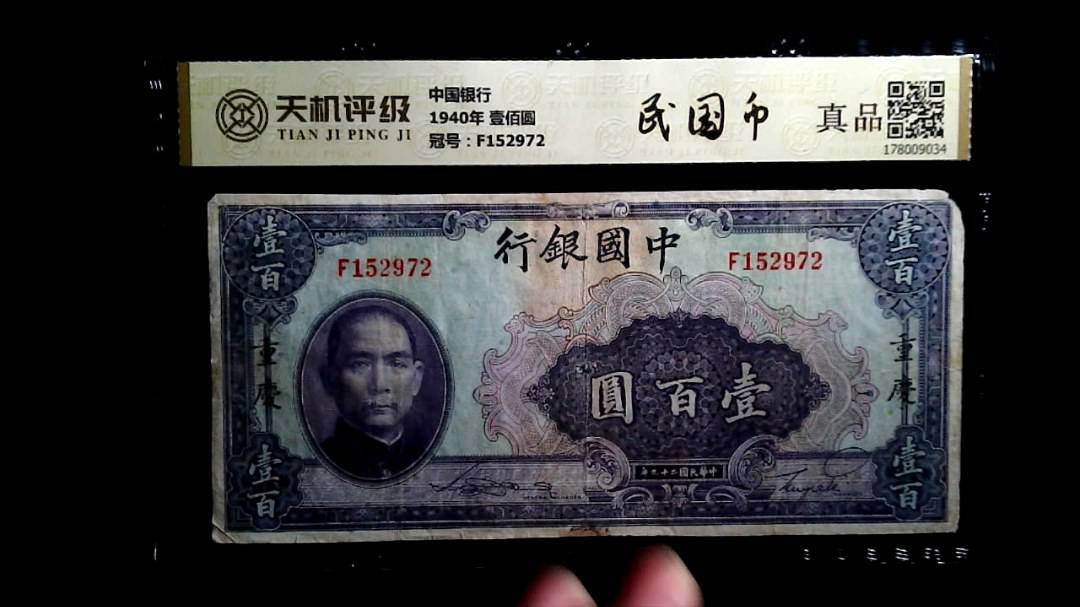 天机评级
TIAN JI PING JI
中国银行
1940年 壹佰圆
冠号：F152972
民国币
真品
178009034
行銀國中
F152972
F152972
壹百
壹百
重慶
重慶
圓百壹
壹百
壹百